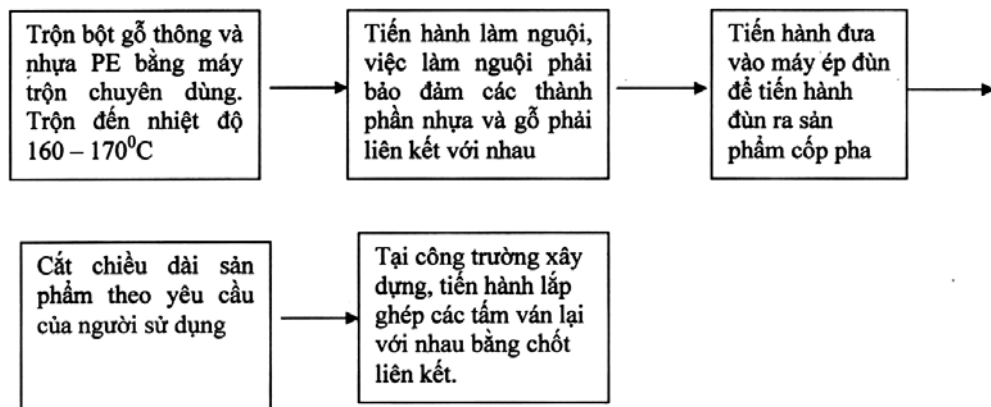 Trộn bột gỗ thông và
nhựa PE bằng máy
trộn chuyên dùng.
Trộn đến nhiệt độ
160 – 170⁰C
Tiến hành làm nguội,
việc làm nguội phải
bảo đảm các thành
phần nhựa và gỗ phải
liên kết với nhau
Tiến hành đưa
vào máy ép đùn
để tiến hành
đùn ra sản
phẩm cốp pha
Cắt chiều dài sản
phẩm theo yêu cầu
của người sử dụng
Tại công trường xây
dựng, tiến hành lắp
ghép các tấm ván lại
với nhau bằng chốt
liên kết.